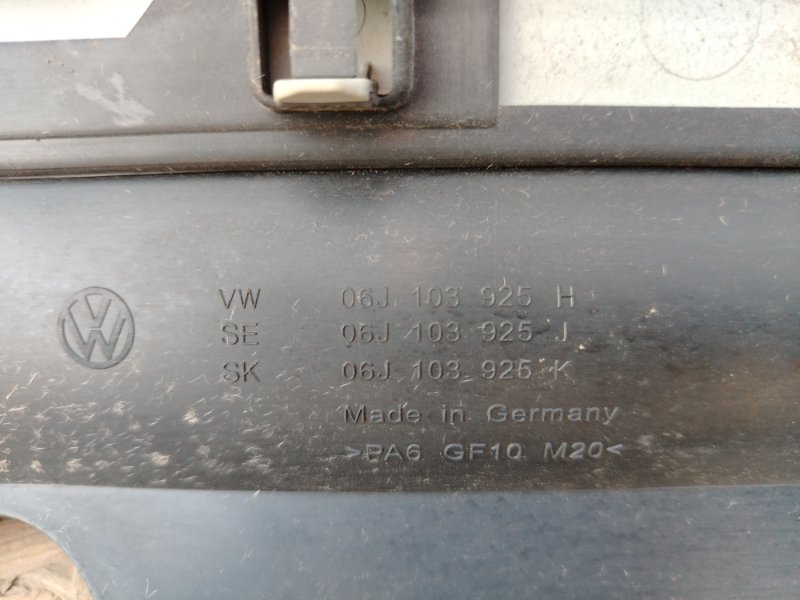 VW 06J 103 925 H
SE 06J 103 925 J
SK 06J 103 925 K
Made in Germany
>PA6 GF10 M20<